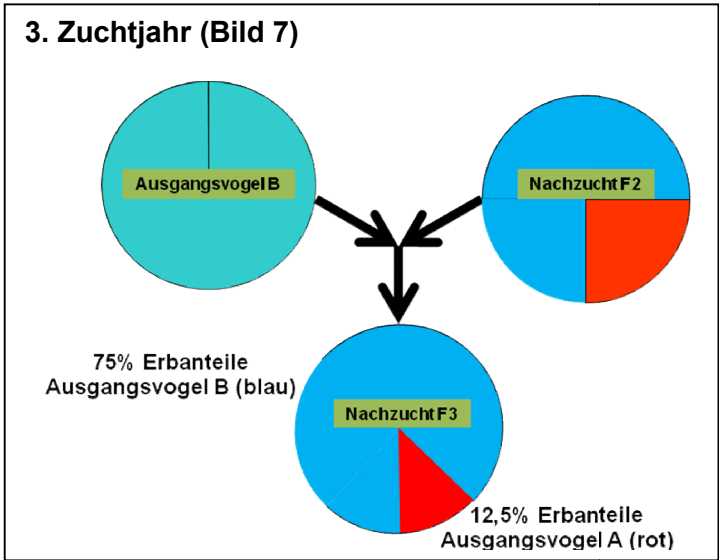 3. Zuchtjahr (Bild 7)
Ausgangsvogel B
Nachzucht F2
75% Erbanteile
Ausgangsvogel B (blau)
Nachzucht F3
12,5% Erbanteile
Ausgangsvogel A (rot)